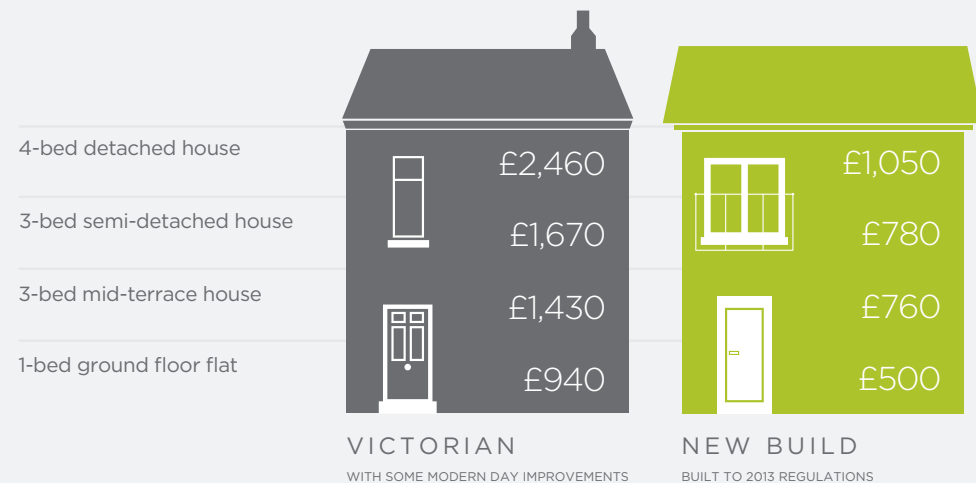 4-bed detached house £2,460 £1,050
3-bed semi-detached house £1,670 £780
3-bed mid-terrace house £1,430 £760
1-bed ground floor flat £940 £500
VICTORIAN NEW BUILD
WITH SOME MODERN DAY IMPROVEMENTS BUILT TO 2013 REGULATIONS